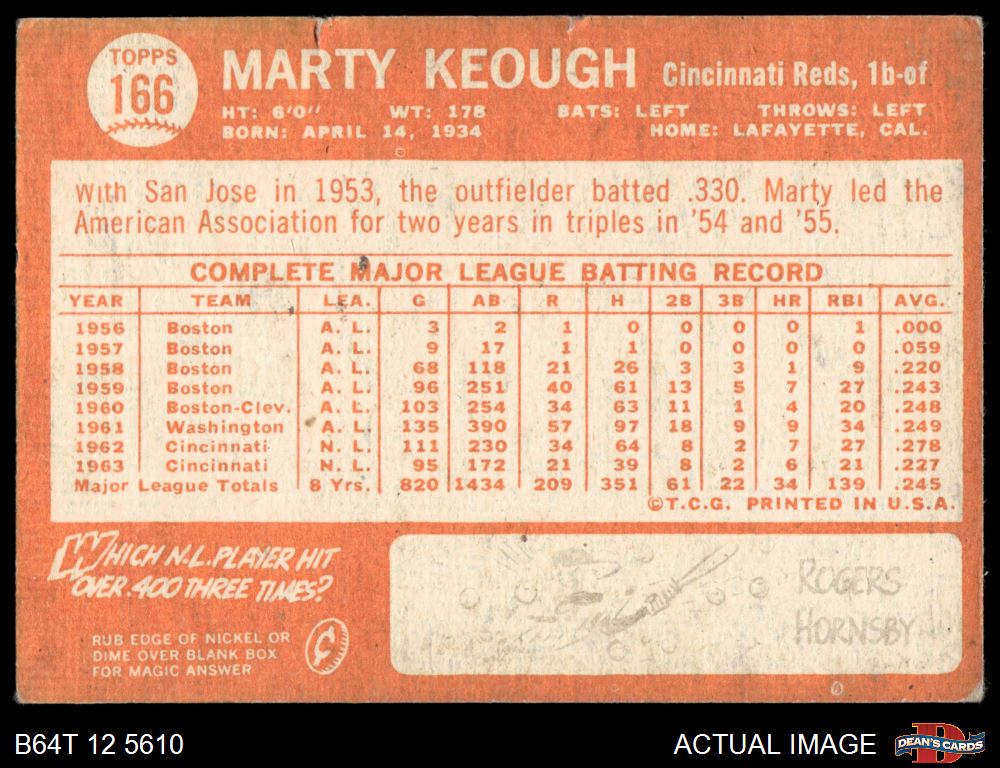 TOPPS
166
MARTY KEOUGH Cincinnati Reds, 1b-of
HT: 6'0" WT: 178 BATS: LEFT THROWS: LEFT
BORN: APRIL 14, 1934 HOME: LAFAYETTE, CAL.
With San Jose in 1953, the outfielder batted .330. Marty led the
American Association for two years in triples in '54 and '55.
COMPLETE MAJOR LEAGUE BATTING RECORD
YEAR TEAM LEA. G AB R H 2B 3B HR RBI AVG.
1956 Boston A. L. 3 2 1 0 0 0 0 1 .000
1957 Boston A. L. 9 17 1 1 0 0 0 0 .059
1958 Boston A. L. 68 118 21 26 3 3 1 9 .220
1959 Boston A. L. 96 251 40 61 13 5 7 27 .243
1960 Boston-Clev. A. L. 103 254 34 63 11 1 4 20 .248
1961 Washington A. L. 135 390 57 97 18 9 9 34 .249
1962 Cincinnati N. L. 111 230 34 64 8 2 7 27 .278
1963 Cincinnati N. L. 95 172 21 39 8 2 6 21 .227
Major League Totals 8 Yrs. 820 1434 209 351 61 22 34 139 .245
©T.C.G. PRINTED IN U.S.A.
WHICH N.L. PLAYER HIT
OVER .400 THREE TIMES?
RUB EDGE OF NICKEL OR
DIME OVER BLANK BOX
FOR MAGIC ANSWER
ROGERS
HORNSBY
B64T 12 5610 ACTUAL IMAGE DEAN'S CARDS